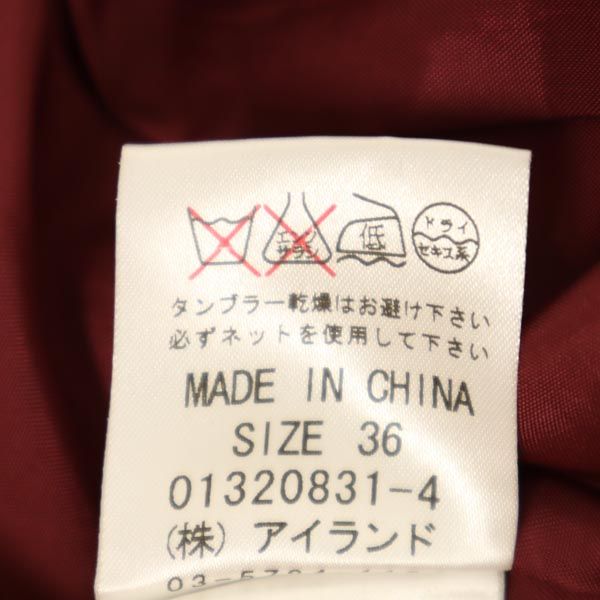 エンソ 低 ドライ
サラシ セキユ系
タンブラー乾燥はお避け下さい
必ずネットを使用して下さい
MADE IN CHINA
SIZE 36
01320831-4
(株) アイランド